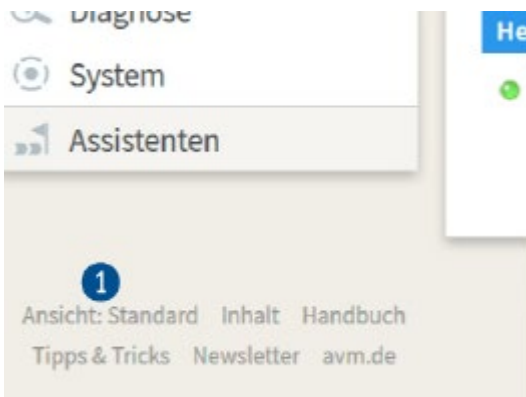 Diagnose
He
System
Assistenten
1
Ansicht: Standard Inhalt Handbuch
Tipps & Tricks Newsletter avm.de